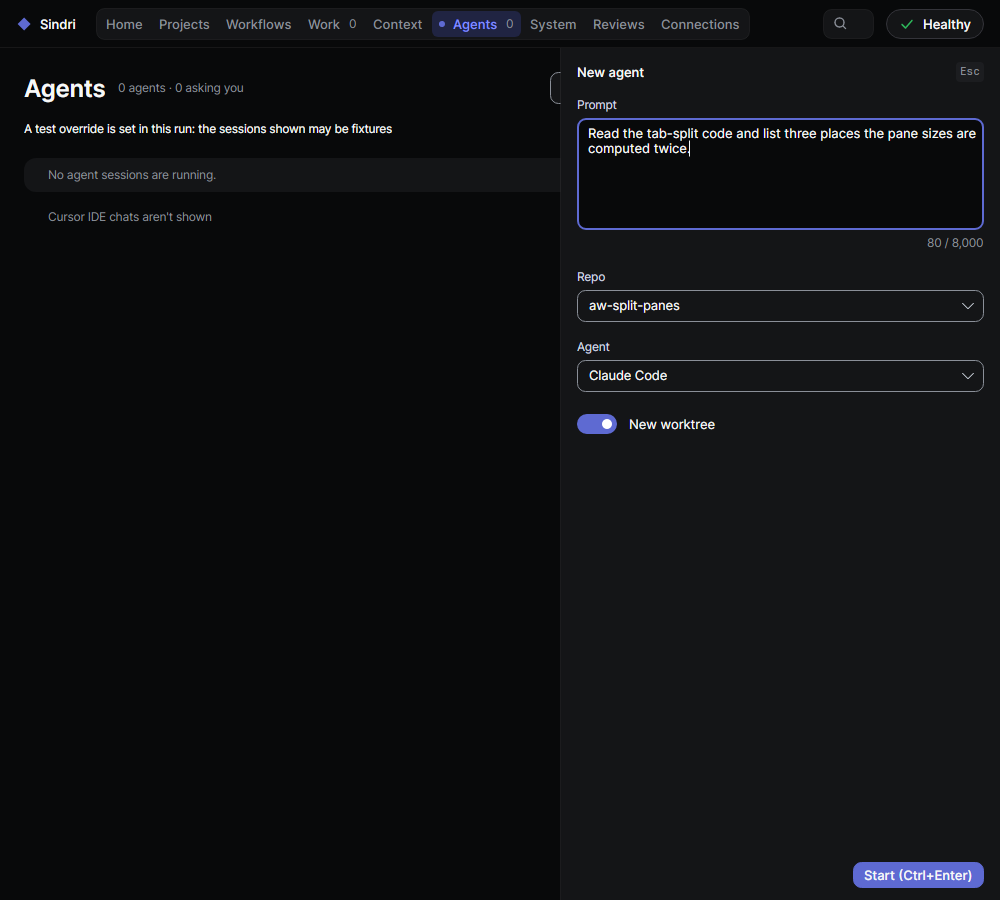 Sindri
Home Projects Workflows Work 0 Context Agents 0 System Reviews Connections
Healthy
Agents 0 agents · 0 asking you
A test override is set in this run: the sessions shown may be fixtures
No agent sessions are running.
Cursor IDE chats aren't shown
New agent Esc
Prompt
Read the tab-split code and list three places the pane sizes are
computed twice.
80 / 8,000
Repo
aw-split-panes
Agent
Claude Code
New worktree
Start (Ctrl+Enter)